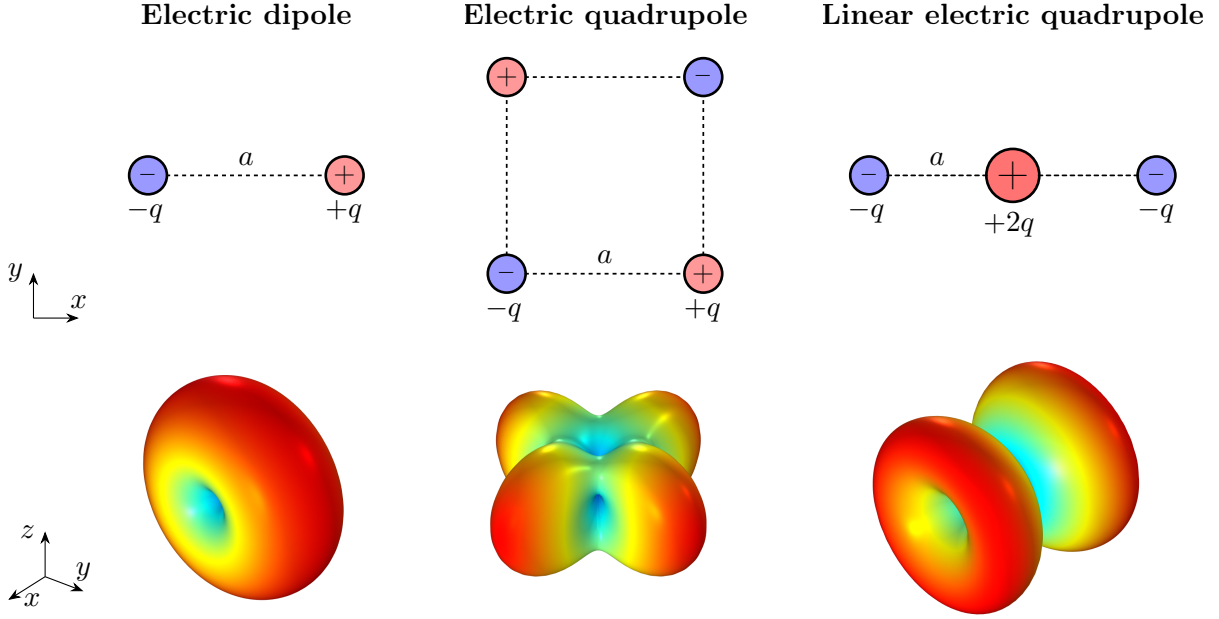 Electric dipole
Electric quadrupole
Linear electric quadrupole
+ −
− a + − a + −
−q +q −q +2q −q
y
x
− a +
−q +q
z
y
x